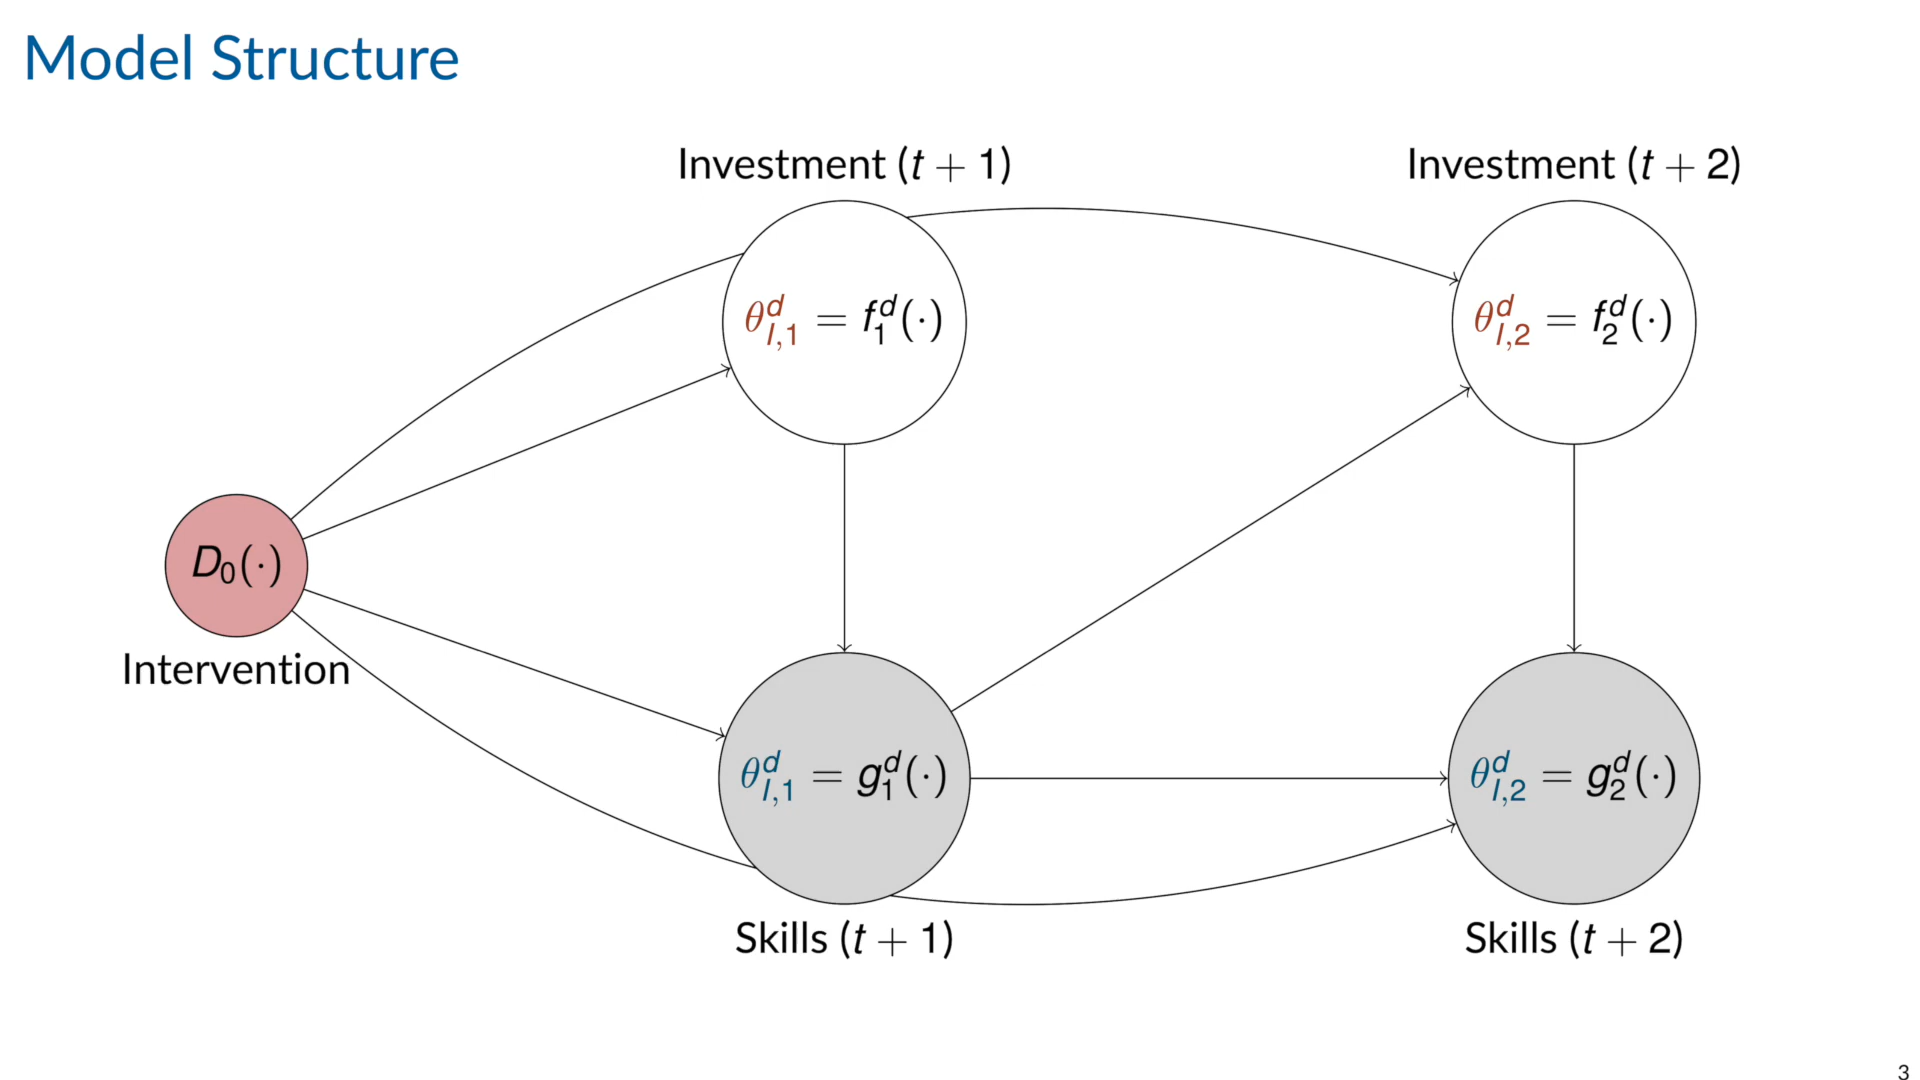 Model Structure
Investment (t + 1)
Investment (t + 2)
θ^d_{I,1} = f^d_1(·)
θ^d_{I,2} = f^d_2(·)
D_0(·)
Intervention
θ^d_{I,1} = g^d_1(·)
θ^d_{I,2} = g^d_2(·)
Skills (t + 1)
Skills (t + 2)
3